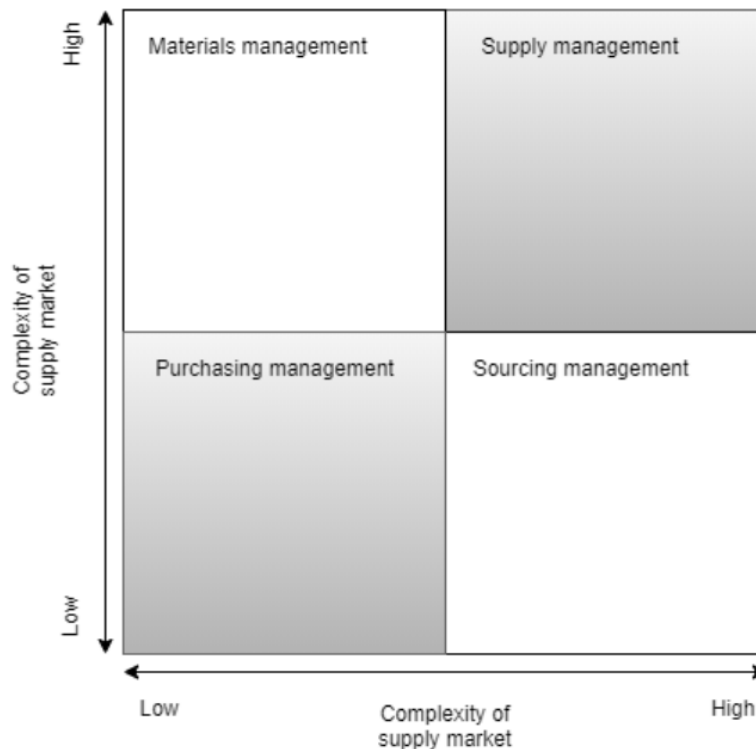 High
Materials management
Supply management
Complexity of
supply market
Purchasing management
Sourcing management
Low
Low
Complexity of
supply market
High